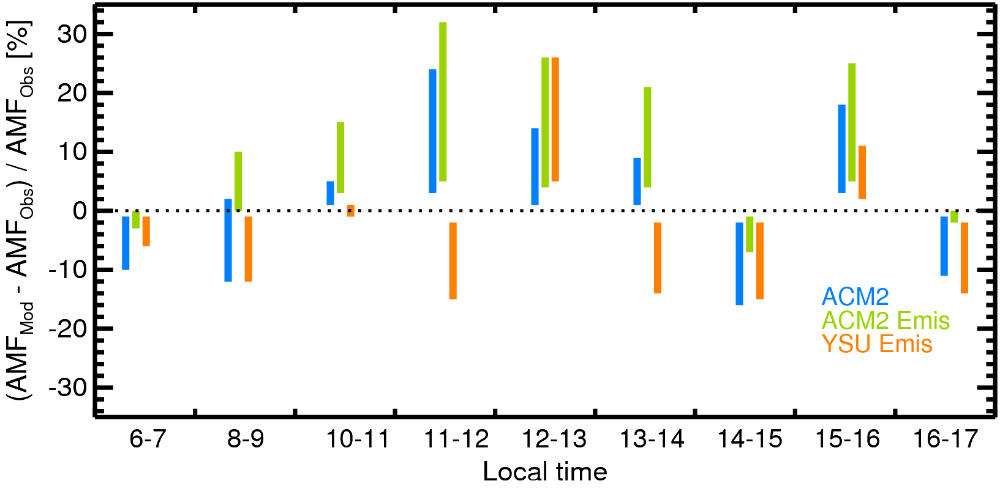 (AMFMod - AMFObs) / AMFObs [%]
30
20
10
0
-10
-20
-30
ACM2
ACM2 Emis
YSU Emis
6-7 8-9 10-11 11-12 12-13 13-14 14-15 15-16 16-17
Local time